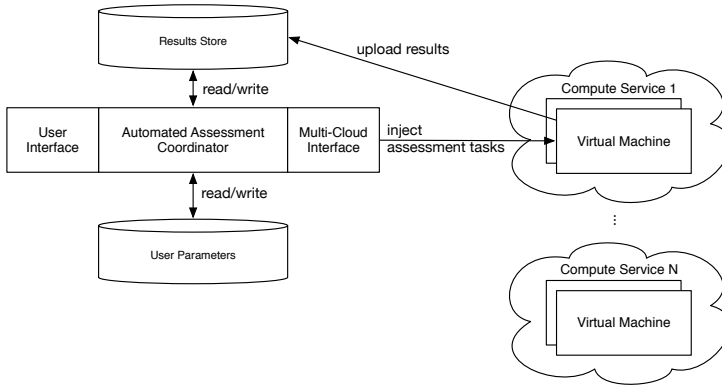 Results Store
upload results
read/write
Compute Service 1
Virtual Machine
User
Interface
Automated Assessment
Coordinator
Multi-Cloud
Interface
inject
assessment tasks
read/write
User Parameters
...
Compute Service N
Virtual Machine